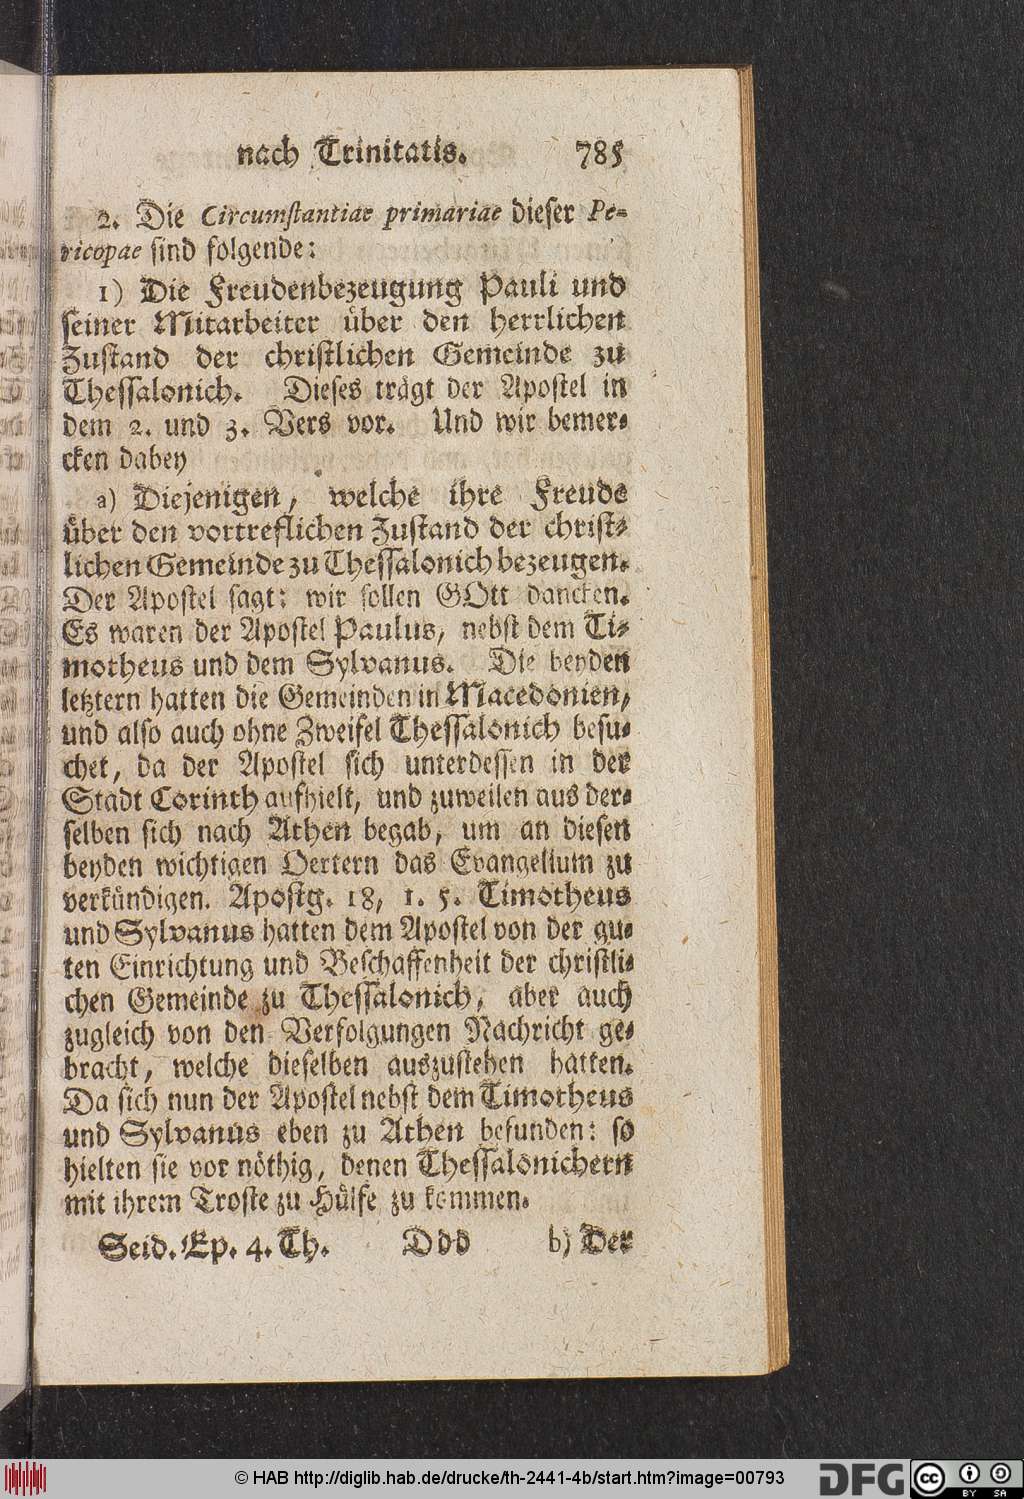 nach Trinitatis. 785
2. Die Circumstantiae primariae dieser Pe-
ricopae sind folgende:
1) Die Freudenbezeugung Pauli und
seiner Mitarbeiter über den herrlichen
Zustand der christlichen Gemeinde zu
Thessalonich. Dieses trägt der Apostel in
dem 2. und 3. Vers vor. Und wir bemer-
cken dabey
a) Diejenigen, welche ihre Freude
über den vortreflichen Zustand der christ-
lichen Gemeinde zu Thessalonich bezeugen.
Der Apostel sagt: wir sollen GOtt dancken.
Es waren der Apostel Paulus, nebst dem Ti-
motheus und dem Sylvanus. Die beyden
letztern hatten die Gemeinden in Macedonien,
und also auch ohne Zweifel Thessalonich besu-
chet, da der Apostel sich unterdessen in der
Stadt Corinth aufhielt, und zuweilen aus der-
selben sich nach Athen begab, um an diesen
beyden wichtigen Oertern das Evangelium zu
verkündigen. Apostg. 18, 1. 5. Timotheus
und Sylvanus hatten dem Apostel von der gu-
ten Einrichtung und Beschaffenheit der christli-
chen Gemeinde zu Thessalonich, aber auch
zugleich von den Verfolgungen Nachricht ge-
bracht, welche dieselben auszustehen hatten.
Da sich nun der Apostel nebst dem Timotheus
und Sylvanus eben zu Athen befunden: so
hielten sie vor nöthig, denen Thessalonichern
mit ihrem Troste zu Hülfe zu kommen.
Seid. Ep. 4. Th. Ddd b) Der
© HAB http://diglib.hab.de/drucke/th-2441-4b/start.htm?image=00793
DFG
cc BY SA